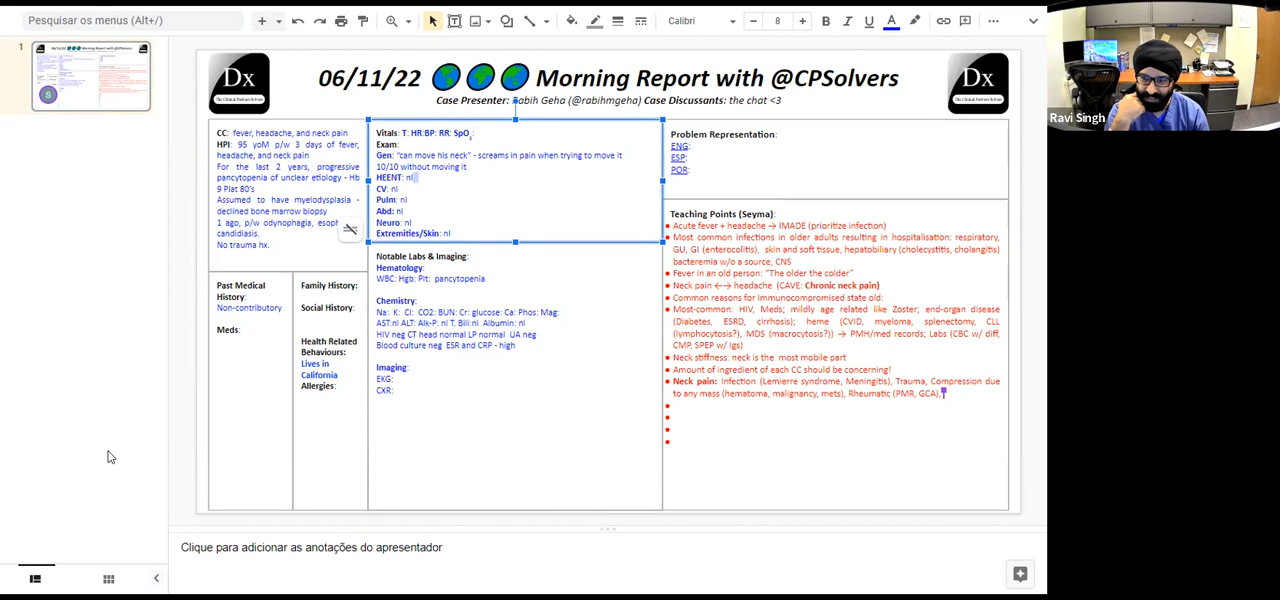 Pesquisar os menus (Alt+/)
Calibri
8
B I U A
1
Dx
The Clinical Problem Solvers
06/11/22 Morning Report with @CPSolvers
Case Presenter: Rabih Geha (@rabihmgeha) Case Discussants: the chat <3
Dx
The Clinical Problem Solvers
CC: fever, headache, and neck pain
HPI: 95 yoM p/w 3 days of fever,
headache, and neck pain
For the last 2 years, progressive
pancytopenia of unclear etiology - Hb
9 Plat 80's
Assumed to have myelodysplasia -
declined bone marrow biopsy
1 ago, p/w odynophagia,
candidiasis.
No trauma hx.
Past Medical
History:
Non-contributory
Meds:
Family History:
Social History:
Health Related
Behaviours:
Lives in
California
Allergies:
Vitals: T: HR:BP: RR: SpO2:
Exam:
Gen: "can move his neck" - screams in pain when trying to move it
10/10 without moving it
HEENT: nl
CV: nl
Pulm: nl
Abd: nl
Neuro: nl
Extremities/Skin: nl
Notable Labs & Imaging:
Hematology:
WBC: Hgb: Plt: pancytopenia
Chemistry:
Na: K: Cl: CO2: BUN: Cr: glucose: Ca: Phos: Mag:
AST:nl ALT: Alk-P: nl T. Bili:nl Albumin: nl
HIV neg CT head normal LP normal UA neg
Blood culture neg ESR and CRP - high
Imaging:
EKG:
CXR:
Problem Representation:
ENG:
ESP:
POR:
Teaching Points (Seyma):
Acute fever + headache → IMADE (prioritize infection)
Most common infections in older adults resulting in hospitalisation: respiratory,
GU, GI (enterocolitis), skin and soft tissue, hepatobiliary (cholecystitis, cholangitis)
bacteremia w/o a source, CNS
Fever in an old person: "The older the colder"
Neck pain ←→ headache (CAVE: Chronic neck pain)
Common reasons for Immunocompromised state old:
Most-common: HIV, Meds; mildly age related like Zoster; end-organ disease
(Diabetes, ESRD, cirrhosis); heme (CVID, myeloma, splenectomy, CLL
(lymphocytosis?), MDS (macrocytosis?)) → PMH/med records; Labs (CBC w/ diff,
CMP, SPEP w/ Igs)
Neck stiffness: neck is the most mobile part
Amount of ingredient of each CC should be concerning!
Neck pain: Infection (Lemierre syndrome, Meningitis), Trauma, Compression due
to any mass (hematoma, malignancy, mets), Rheumatic (PMR, GCA),
Clique para adicionar as anotações do apresentador
Ravi Singh